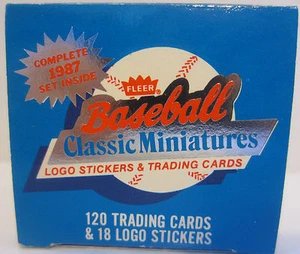 COMPLETE
1987
SET INSIDE
FLEER
Baseball
Classic Miniatures
LOGO STICKERS & TRADING CARDS
120 TRADING CARDS
& 18 LOGO STICKERS